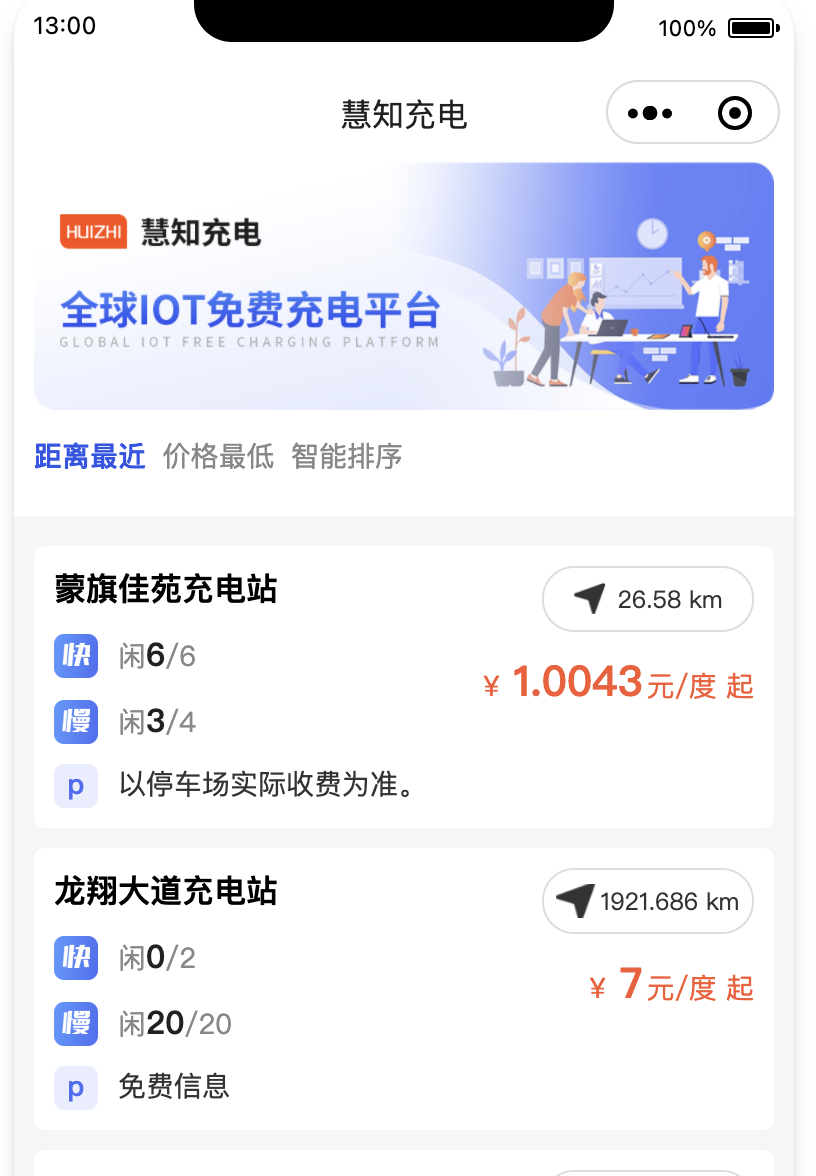 13:00
100%
慧知充电
HUIZHI 慧知充电
全球IOT免费充电平台
GLOBAL IOT FREE CHARGING PLATFORM
距离最近 价格最低 智能排序
蒙旗佳苑充电站
26.58 km
快 闲6/6
¥ 1.0043元/度 起
慢 闲3/4
p 以停车场实际收费为准。
龙翔大道充电站
1921.686 km
快 闲0/2
¥ 7元/度 起
慢 闲20/20
p 免费信息